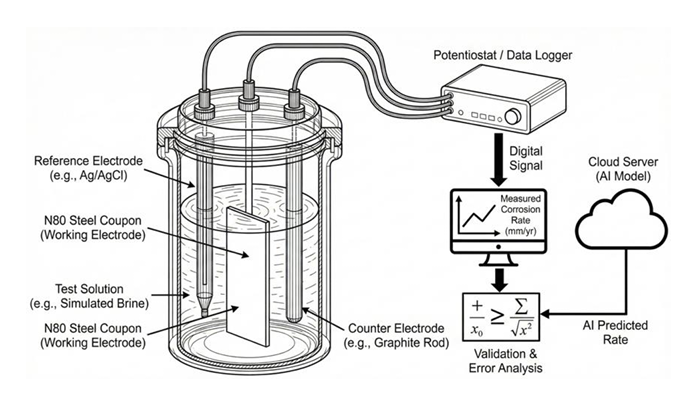 Potentiostat / Data Logger
Reference Electrode
(e.g., Ag/AgCl)
N80 Steel Coupon
(Working Electrode)
Test Solution
(e.g., Simulated Brine)
N80 Steel Coupon
(Working Electrode)
Counter Electrode
(e.g., Graphite Rod)
Digital
Signal
Measured
Corrosion
Rate
(mm/yr)
Cloud Server
(AI Model)
+/x₀ ≥ Σ/√x²
Validation &
Error Analysis
AI Predicted
Rate